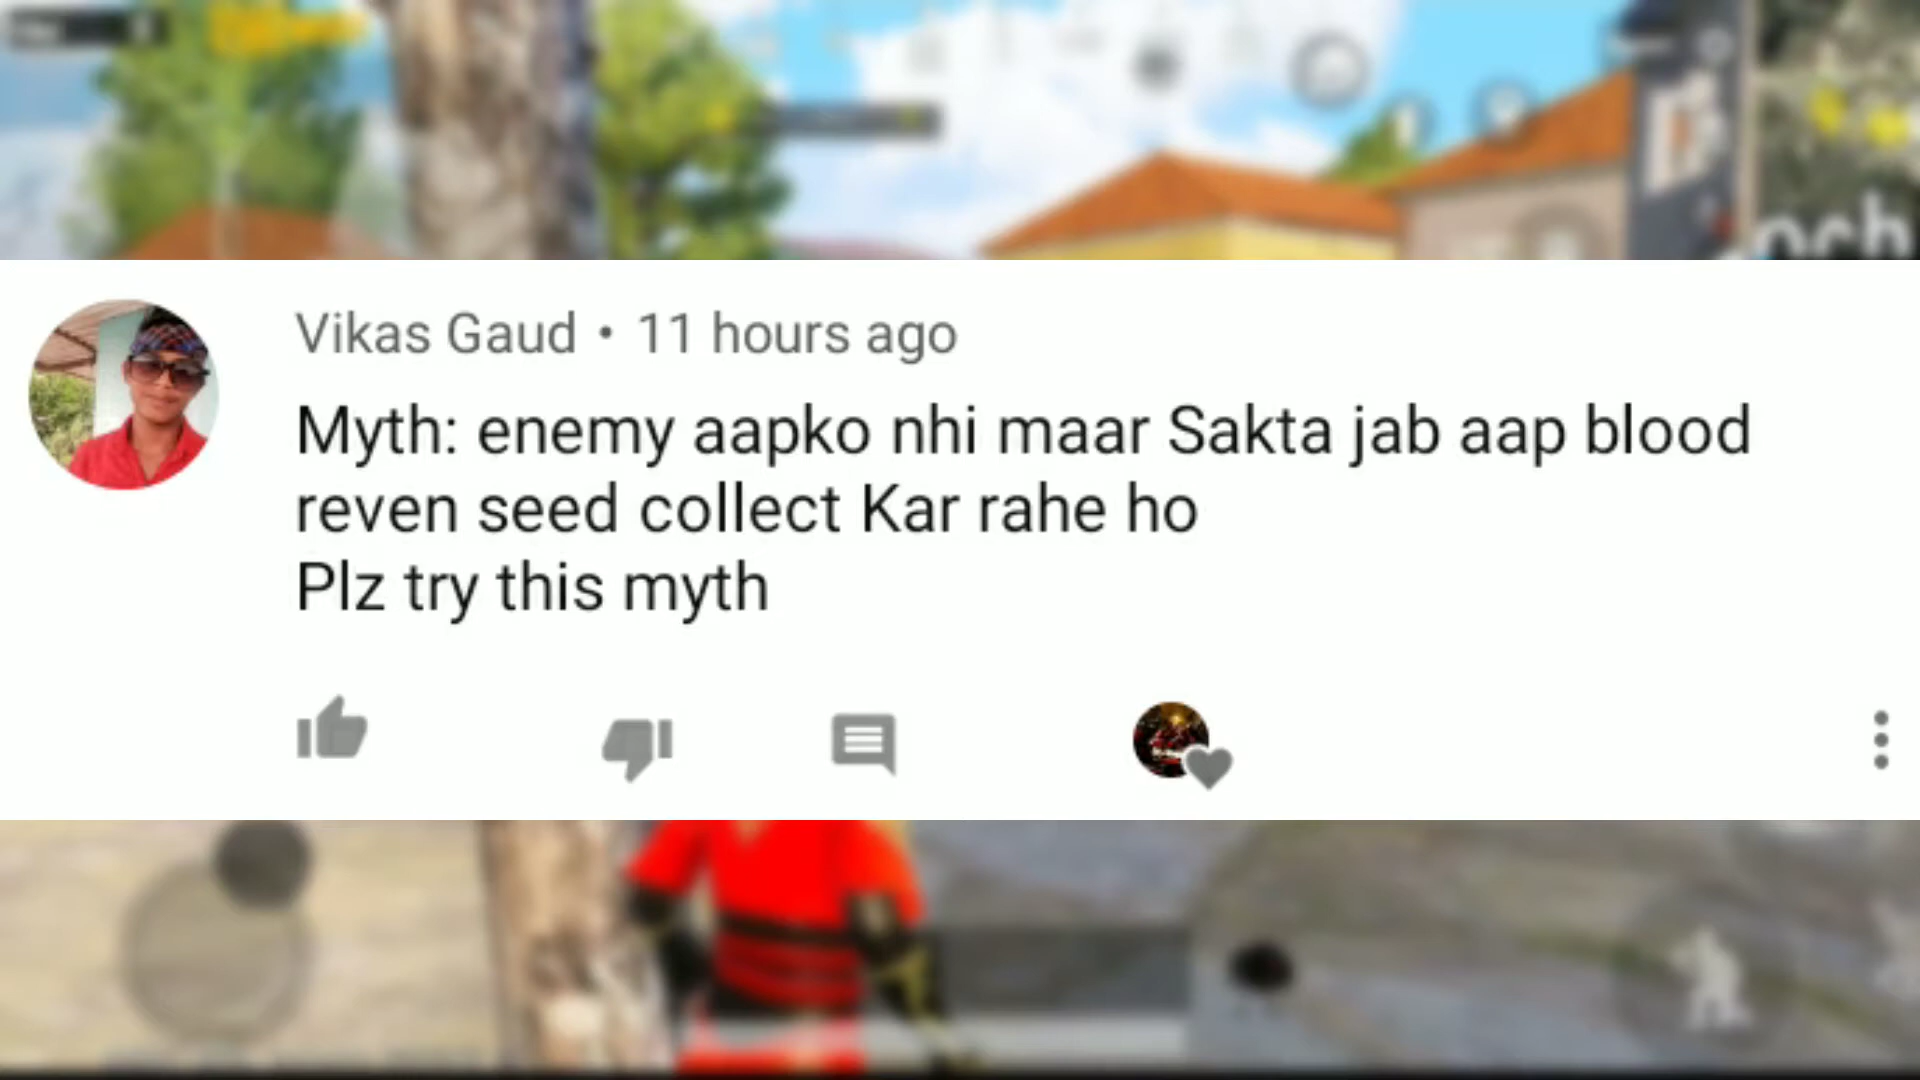 Vikas Gaud • 11 hours ago
Myth: enemy aapko nhi maar Sakta jab aap blood
reven seed collect Kar rahe ho
Plz try this myth